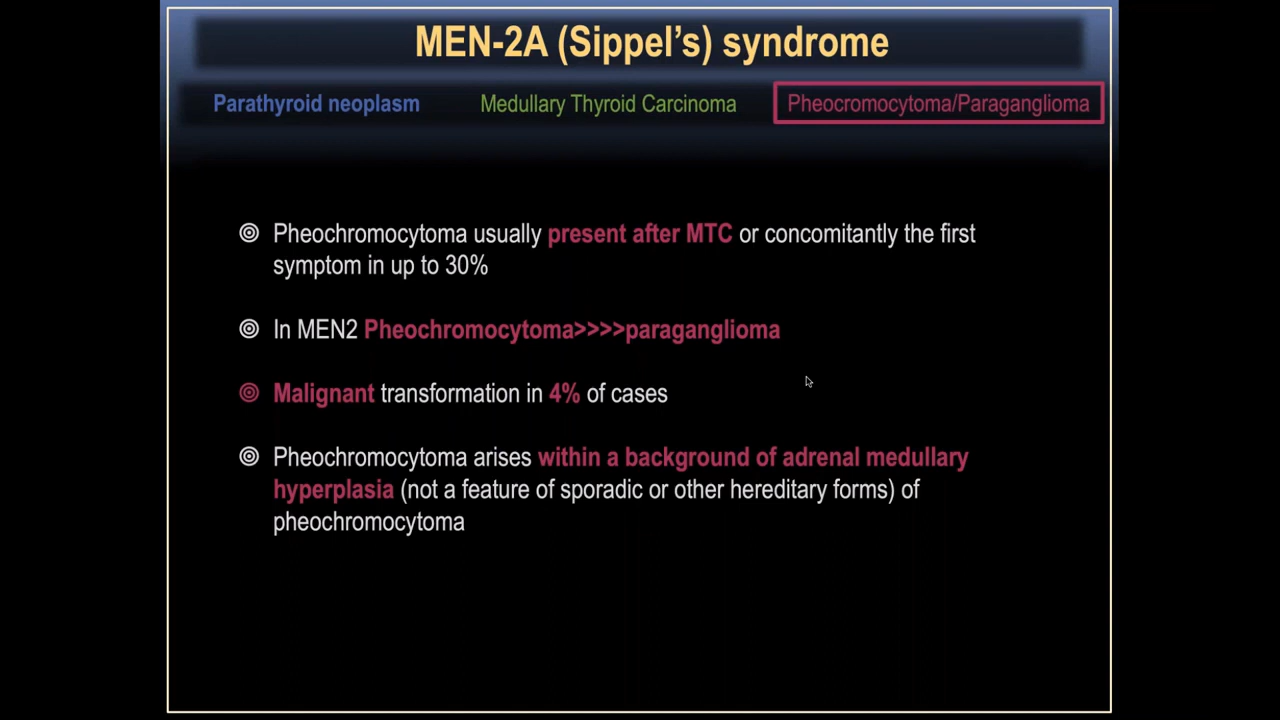 MEN-2A (Sippel's) syndrome
Parathyroid neoplasm Medullary Thyroid Carcinoma Pheocromocytoma/Paraganglioma
Pheochromocytoma usually present after MTC or concomitantly the first
symptom in up to 30%
In MEN2 Pheochromocytoma>>>>paraganglioma
Malignant transformation in 4% of cases
Pheochromocytoma arises within a background of adrenal medullary
hyperplasia (not a feature of sporadic or other hereditary forms) of
pheochromocytoma